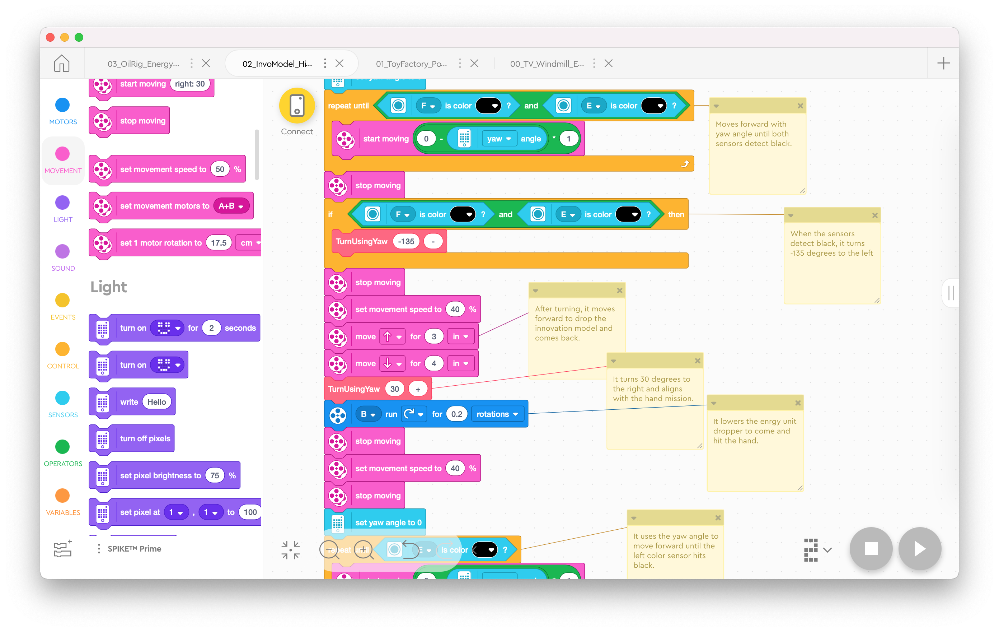 03_OilRig_Energy...
02_InvoModel_Hi...
01_ToyFactory_Po...
00_TV_Windmill_E...
MOTORS
MOVEMENT
LIGHT
SOUND
EVENTS
CONTROL
SENSORS
OPERATORS
VARIABLES
start moving right: 30
stop moving
set movement speed to 50 %
set movement motors to A+B
set 1 motor rotation to 17.5 cm
Light
turn on for 2 seconds
turn on
write Hello
turn off pixels
set pixel brightness to 75 %
set pixel at 1 , 1 to 100
SPIKE™ Prime
Connect
set yaw angle to 0
repeat until F is color ? and E is color ?
start moving 0 - yaw angle * 1
stop moving
if F is color ? and E is color ? then
TurnUsingYaw -135 -
stop moving
set movement speed to 40 %
move for 3 in
move for 4 in
TurnUsingYaw 30 +
B run for 0.2 rotations
stop moving
set movement speed to 40 %
stop moving
set yaw angle to 0
repeat until E is color ?
Moves forward with
yaw angle until both
sensors detect black.
When the sensors
detect black, it turns
-135 degrees to the left
After turning, it moves
forward to drop the
innovation model and
comes back.
It turns 30 degrees to
the right and aligns
with the hand mission.
It lowers the enrgy unit
dropper to come and
hit the hand.
It uses the yaw angle to
move forward until the
left color sensor hits
black.